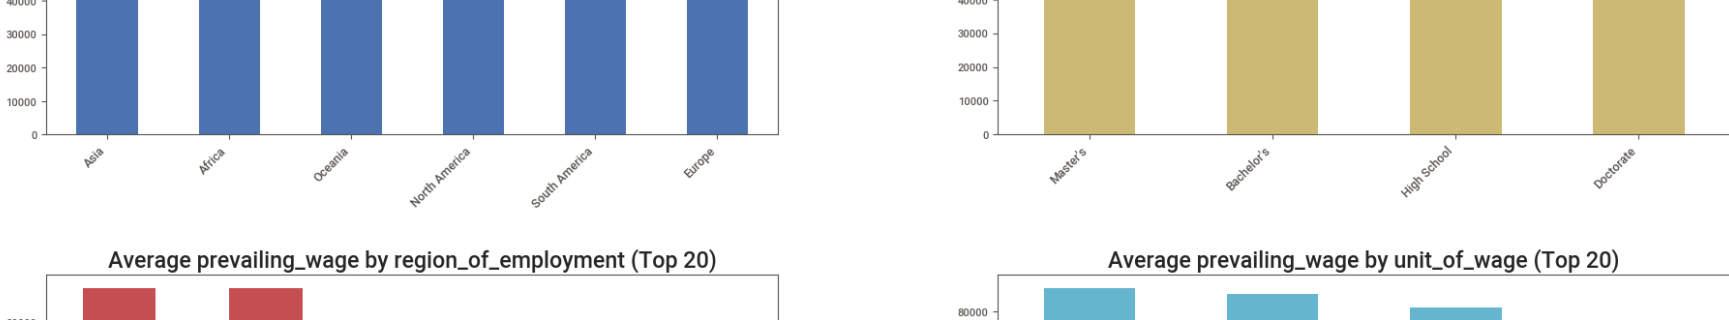 40000
30000
20000
10000
0
Asia
Africa
Oceania
North America
South America
Europe
40000
30000
20000
10000
0
Master's
Bachelor's
High School
Doctorate
Average prevailing_wage by region_of_employment (Top 20)
Average prevailing_wage by unit_of_wage (Top 20)
80000